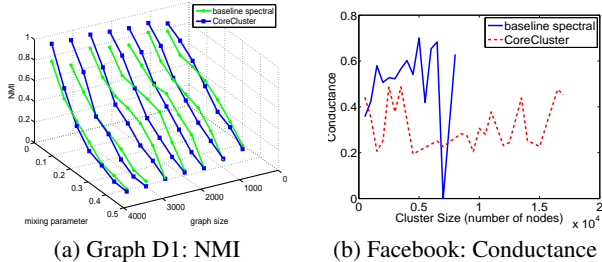 baseline spectral
CoreCluster
1
0.8
0.6
0.4
0.2
0
NMI
0
0.1
0.2
0.3
0.4
0.5
mixing parameter
4000
3000
2000
1000
0
graph size
(a) Graph D1: NMI
baseline spectral
CoreCluster
0.8
0.6
0.4
0.2
0
Conductance
0
0.5
1
1.5
2
x 10^4
Cluster Size (number of nodes)
(b) Facebook: Conductance